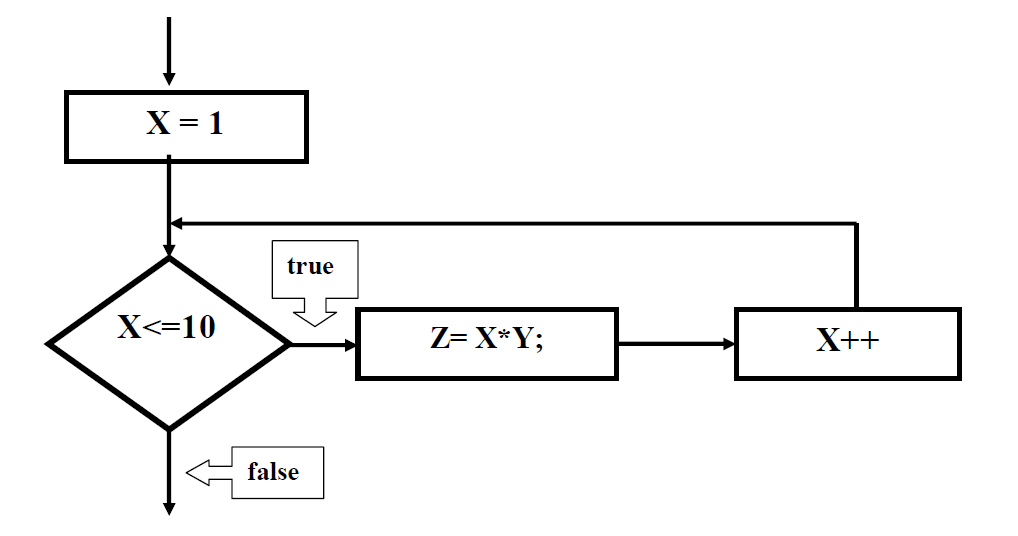 X = 1
true
X<=10
Z= X*Y;
X++
false